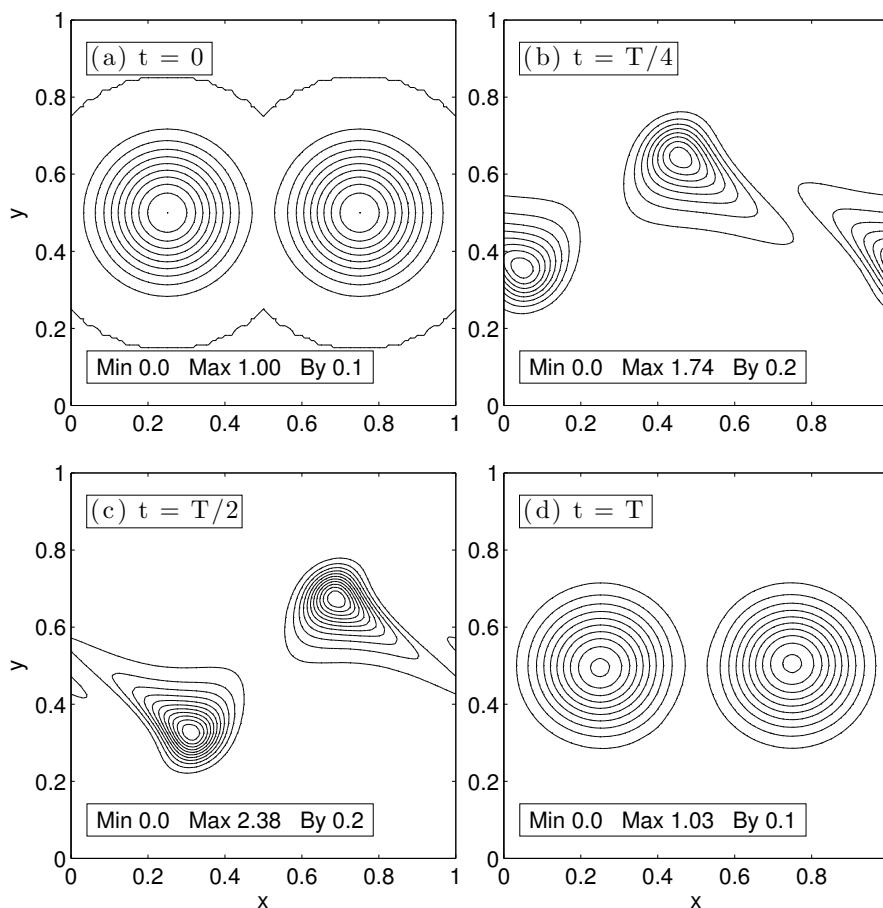 1
(a) t = 0
(b) t = T/4
0.8
0.6
y
0.4
0.2
Min 0.0 Max 1.00 By 0.1
Min 0.0 Max 1.74 By 0.2
0
0 0.2 0.4 0.6 0.8 1
1
0.8
0.6
0.4
0.2
0
0 0.2 0.4 0.6 0.8
1
(c) t = T/2
(d) t = T
0.8
0.6
y
0.4
0.2
Min 0.0 Max 2.38 By 0.2
Min 0.0 Max 1.03 By 0.1
0
0 0.2 0.4 0.6 0.8 1
x
1
0.8
0.6
0.4
0.2
0
0 0.2 0.4 0.6 0.8
x